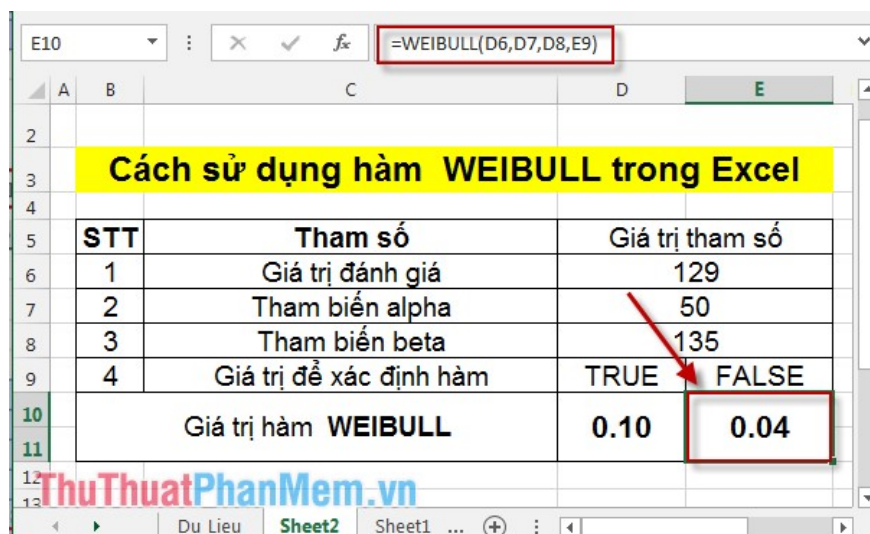 E10 fx =WEIBULL(D6,D7,D8,E9)
A B C D E
2
3 Cách sử dụng hàm WEIBULL trong Excel
4
5 STT Tham số Giá trị tham số
6 1 Giá trị đánh giá 129
7 2 Tham biến alpha 50
8 3 Tham biến beta 135
9 4 Giá trị để xác định hàm TRUE FALSE
10
Giá trị hàm WEIBULL 0.10 0.04
11
12
ThuThuatPhanMem.vn
13
Du Lieu Sheet2 Sheet1 ...